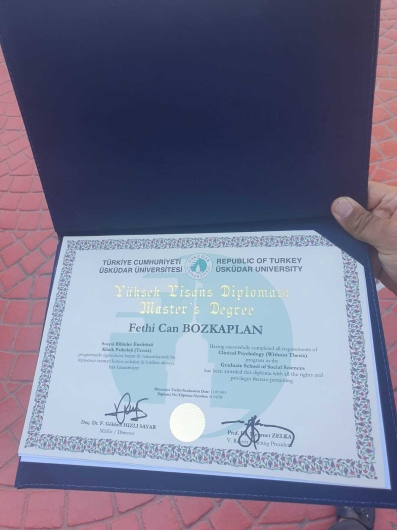 TÜRKİYE CUMHURİYETİ
ÜSKÜDAR ÜNİVERSİTESİ
REPUBLIC OF TURKEY
ÜSKÜDAR UNIVERSITY
Yüksek Lisans Diploması
Master's Degree
Fethi Can BOZKAPLAN
Sosyal Bilimler Enstitüsü
Klinik Psikoloji (Tezsiz)
Having successfully completed all requirements of
Clinical Psychology (Without Thesis)
program in the
Graduate School of Social Sciences
has been awarded this diploma with all the rights and
privileges thereto pertaining
Müdür / Director